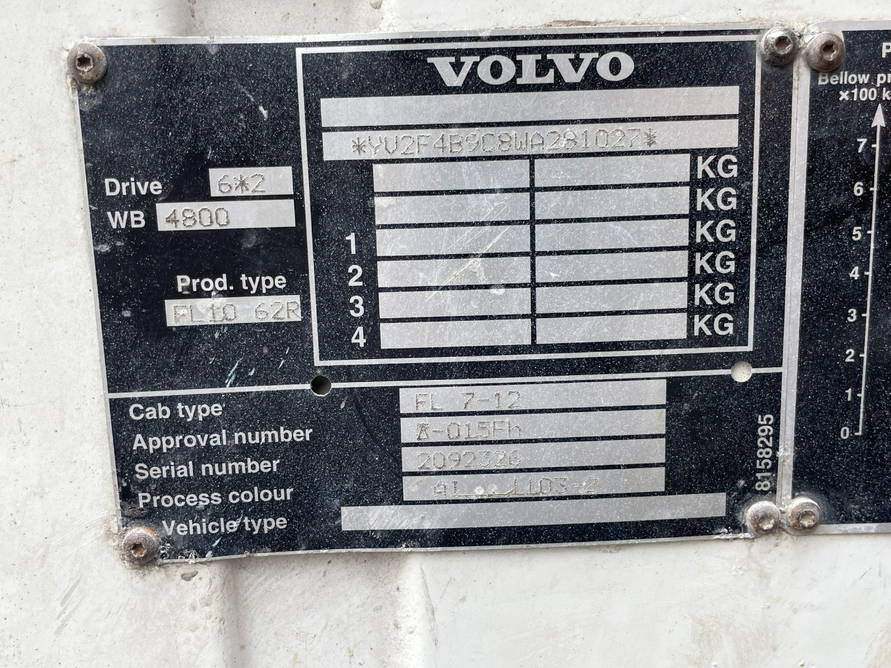 VOLVO
*YV2F4B9C8WA281027*
Drive 6*2
WB 4800
Prod. type
FL10 62R
KG
KG
1 KG
2 KG
3 KG
4 KG
Cab type FL 7-12
Approval number
Serial number
Process colour
Vehicle type
8158295
Bellow
×100
7
6
5
4
3
2
1
0